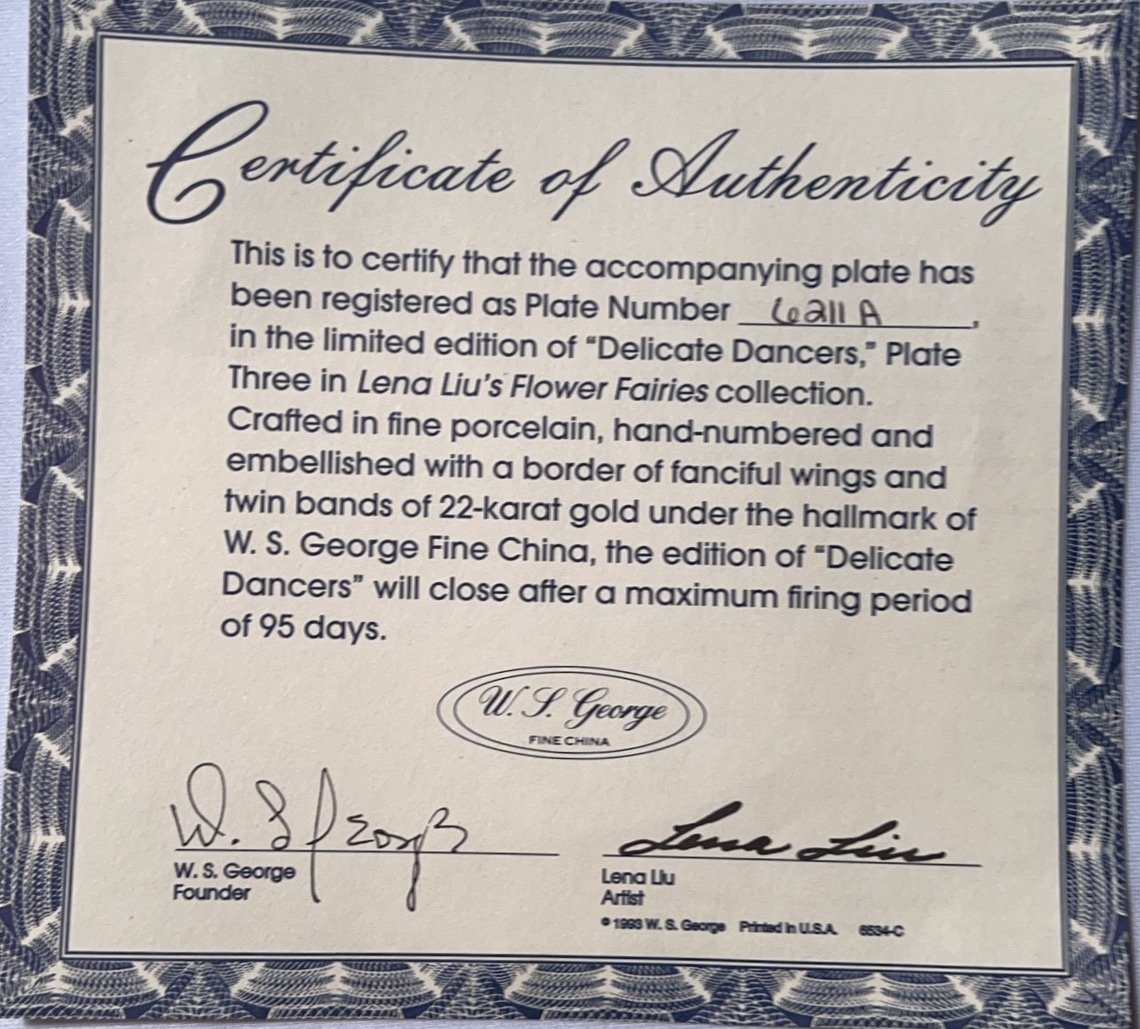 Certificate of Authenticity
This is to certify that the accompanying plate has
been registered as Plate Number 6211 A,
in the limited edition of “Delicate Dancers,” Plate
Three in Lena Liu’s Flower Fairies collection.
Crafted in fine porcelain, hand-numbered and
embellished with a border of fanciful wings and
twin bands of 22-karat gold under the hallmark of
W. S. George Fine China, the edition of “Delicate
Dancers” will close after a maximum firing period
of 95 days.
W. S. George
FINE CHINA
W. S. George
Lena Liu
W. S. George
Founder
Lena Liu
Artist
© 1993 W. S. George Printed in U.S.A. 6534-C